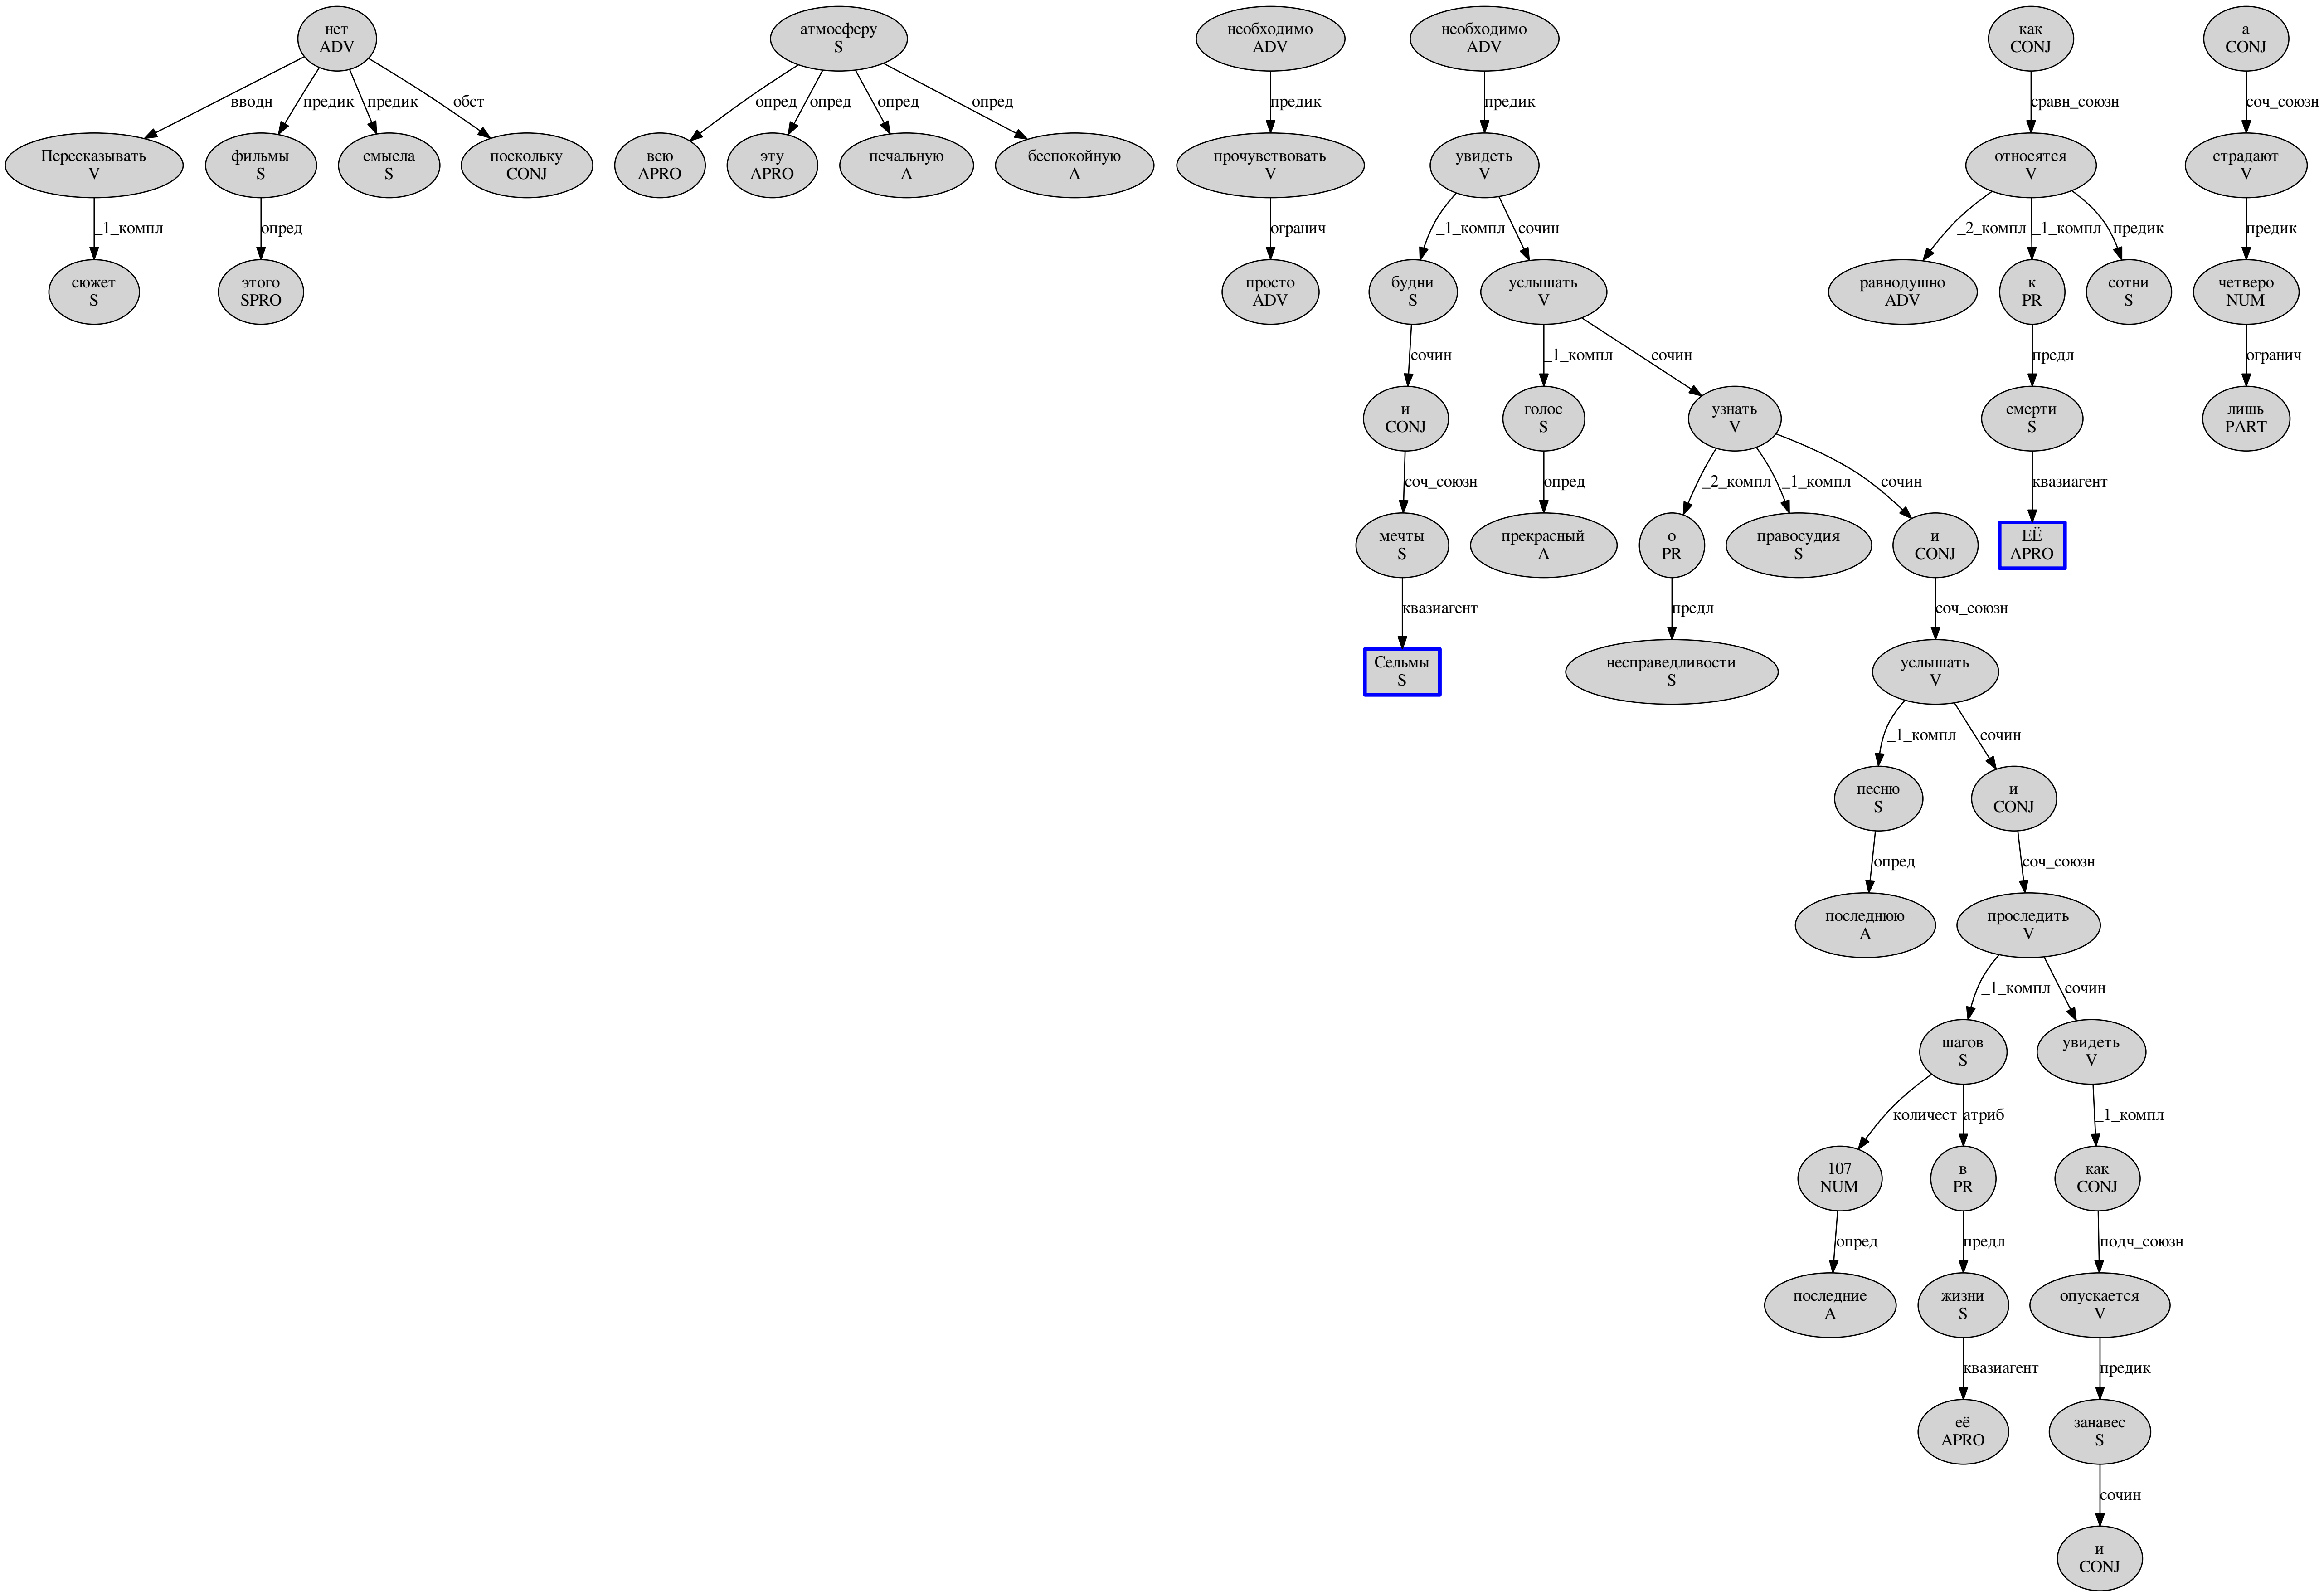 нет
ADV
атмосферу
S
необходимо
ADV
необходимо
ADV
как
CONJ
а
CONJ
вводн
предик
предик
обст
опред
опред
опред
опред
предик
предик
сравн_союзн
соч_союзн
Пересказывать
V
фильмы
S
смысла
S
поскольку
CONJ
всю
APRO
эту
APRO
печальную
A
беспокойную
A
прочувствовать
V
увидеть
V
относятся
V
страдают
V
_1_компл
опред
огранич
_1_компл
сочин
_2_компл
_1_компл
предик
предик
сюжет
S
этого
SPRO
просто
ADV
будни
S
услышать
V
равнодушно
ADV
к
PR
сотни
S
четверо
NUM
сочин
_1_компл
сочин
предл
огранич
и
CONJ
голос
S
узнать
V
смерти
S
лишь
PART
соч_союзн
опред
_2_компл
_1_компл
сочин
квазиагент
мечты
S
прекрасный
A
о
PR
правосудия
S
и
CONJ
ЕЁ
APRO
квазиагент
предл
соч_союзн
Сельмы
S
несправедливости
S
услышать
V
_1_компл
сочин
песню
S
и
CONJ
опред
соч_союзн
последнюю
A
проследить
V
_1_компл
сочин
шагов
S
увидеть
V
количест
атриб
_1_компл
107
NUM
в
PR
как
CONJ
опред
предл
подч_союзн
последние
A
жизни
S
опускается
V
квазиагент
предик
её
APRO
занавес
S
сочин
и
CONJ